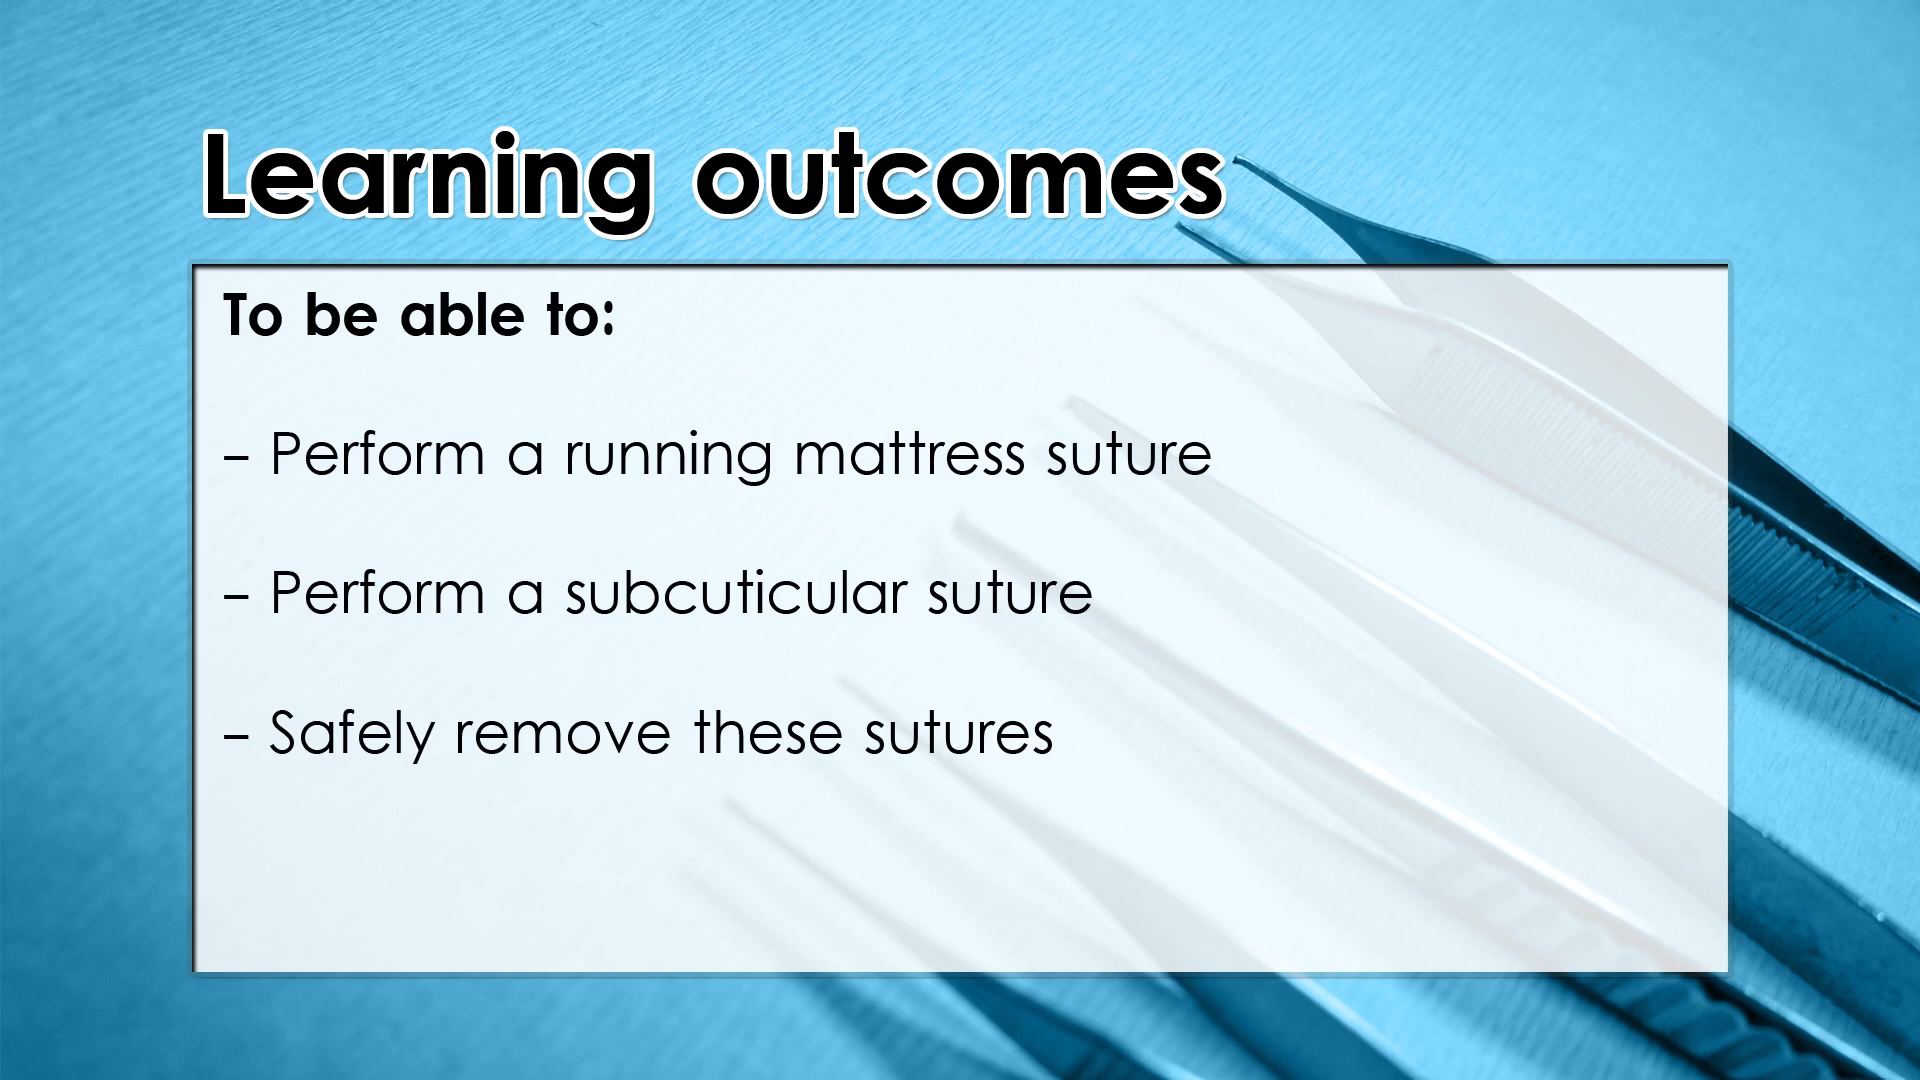 Learning outcomes
To be able to:
– Perform a running mattress suture
– Perform a subcuticular suture
– Safely remove these sutures